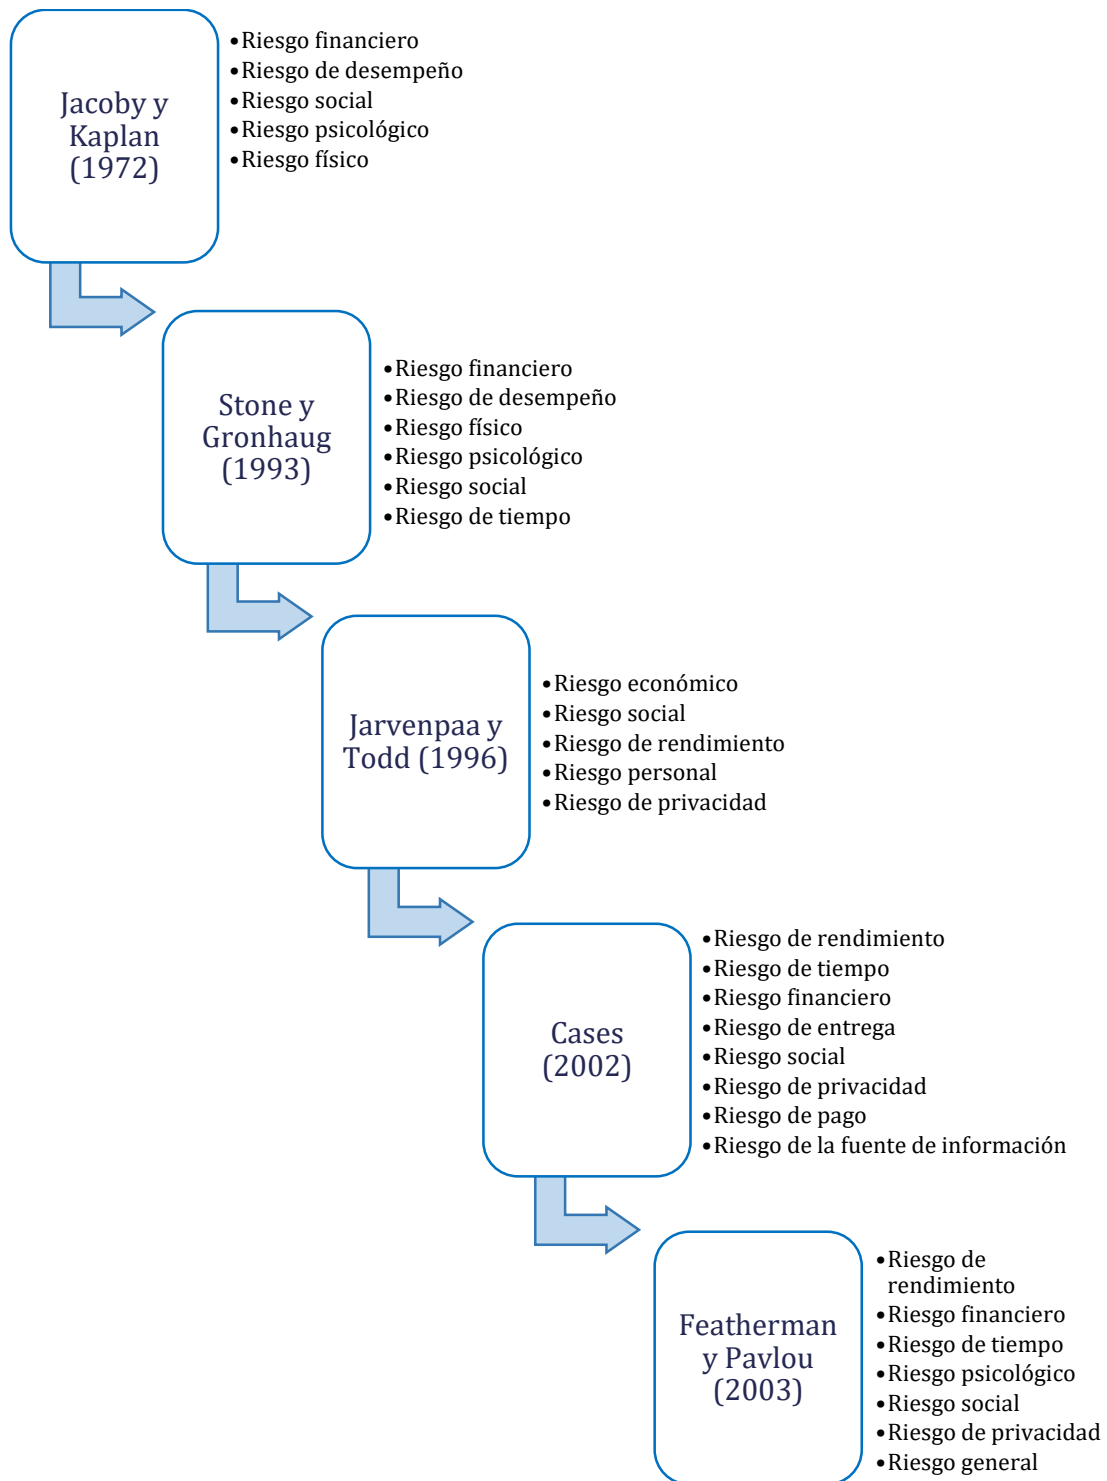 Jacoby y
Kaplan
(1972)
•Riesgo financiero
•Riesgo de desempeño
•Riesgo social
•Riesgo psicológico
•Riesgo físico
Stone y
Gronhaug
(1993)
•Riesgo financiero
•Riesgo de desempeño
•Riesgo físico
•Riesgo psicológico
•Riesgo social
•Riesgo de tiempo
Jarvenpaa y
Todd (1996)
•Riesgo económico
•Riesgo social
•Riesgo de rendimiento
•Riesgo personal
•Riesgo de privacidad
Cases
(2002)
•Riesgo de rendimiento
•Riesgo de tiempo
•Riesgo financiero
•Riesgo de entrega
•Riesgo social
•Riesgo de privacidad
•Riesgo de pago
•Riesgo de la fuente de información
Featherman
y Pavlou
(2003)
•Riesgo de
rendimiento
•Riesgo financiero
•Riesgo de tiempo
•Riesgo psicológico
•Riesgo social
•Riesgo de privacidad
•Riesgo general